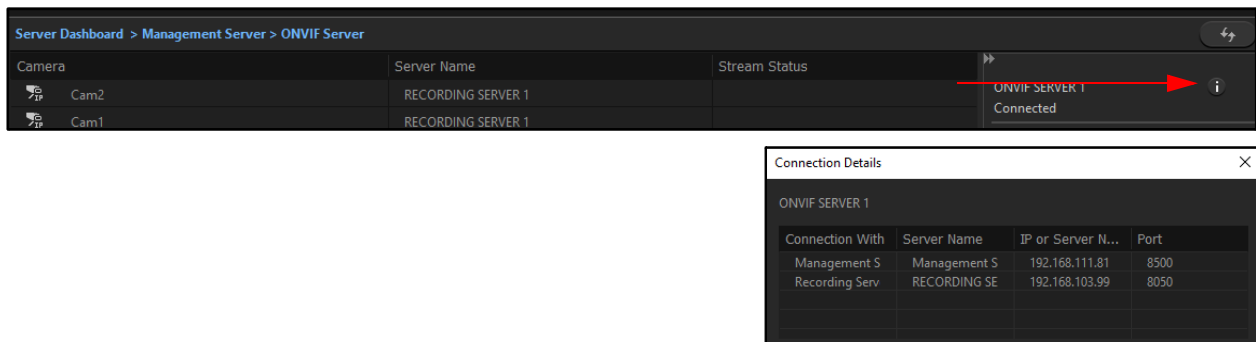 Server Dashboard > Management Server > ONVIF Server
Camera Server Name Stream Status
Cam2 RECORDING SERVER 1
Cam1 RECORDING SERVER 1
ONVIF SERVER 1
Connected
Connection Details
ONVIF SERVER 1
Connection With Server Name IP or Server N... Port
Management S Management S 192.168.111.81 8500
Recording Serv RECORDING SE 192.168.103.99 8050